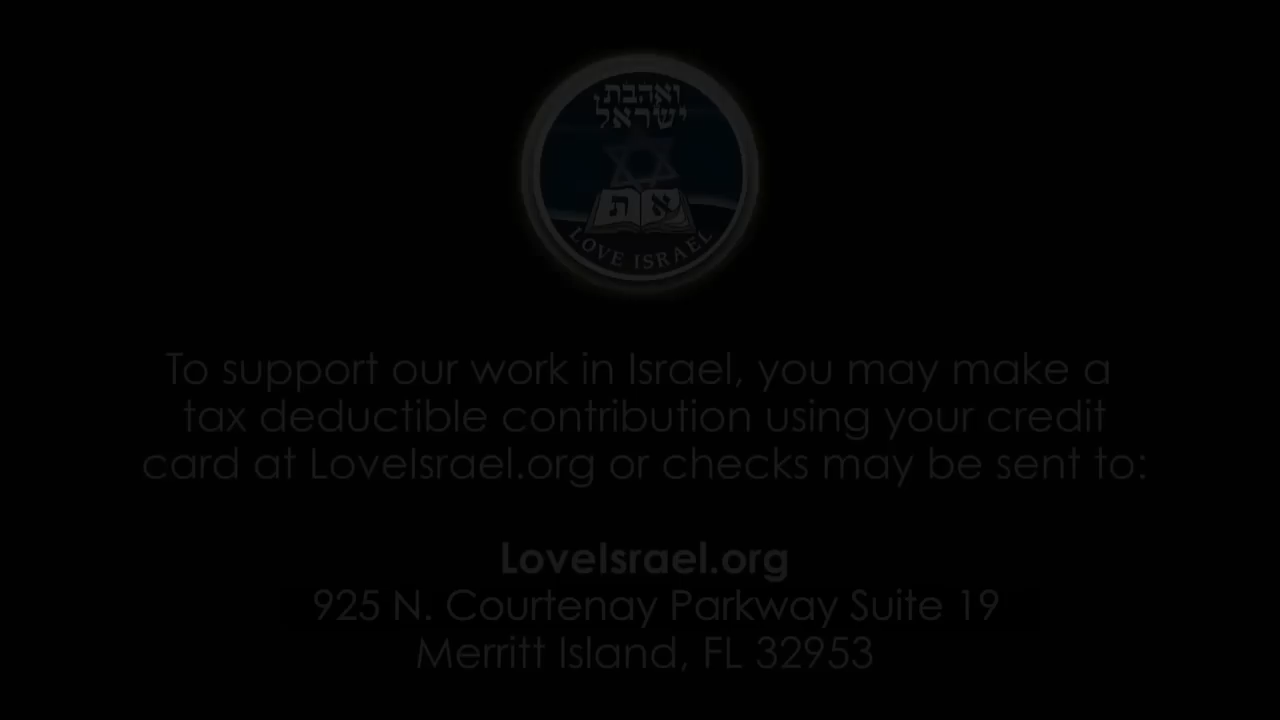 ואהבת
ישראל
ת א
LOVE ISRAEL
To support our work in Israel, you may make a
tax deductible contribution using your credit
card at LoveIsrael.org or checks may be sent to:
LoveIsrael.org
925 N. Courtenay Parkway Suite 19
Merritt Island, FL 32953